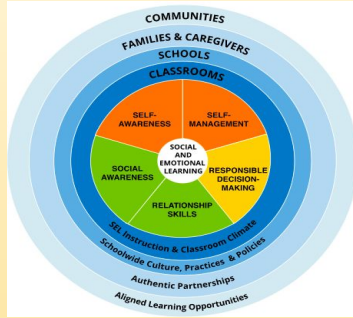 COMMUNITIES
FAMILIES & CAREGIVERS
SCHOOLS
CLASSROOMS
SELF-
AWARENESS
SELF-
MANAGEMENT
SOCIAL
AND
EMOTIONAL
LEARNING
SOCIAL
AWARENESS
RESPONSIBLE
DECISION-
MAKING
RELATIONSHIP
SKILLS
SEL Instruction & Classroom Climate
Schoolwide Culture, Practices & Policies
Authentic Partnerships
Aligned Learning Opportunities